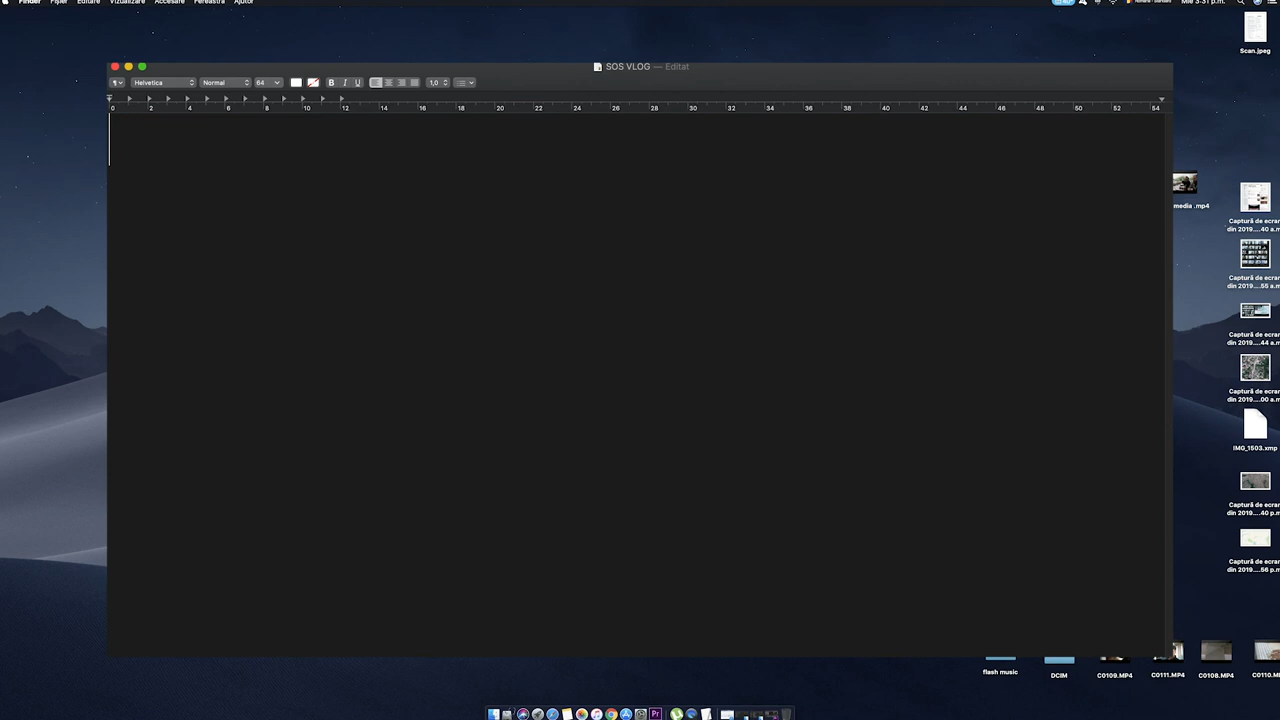 Finder Fișier Editare Vizualizare Accesare Fereastră Ajutor
Mie 3:31 p.m.
Scan.jpeg
SOS VLOG — Editat
¶ Helvetica Normal 64 B I U 1,0
0 2 4 6 8 10 12 14 16 18 20 22 24 26 28 30 32 34 36 38 40 42 44 46 48 50 52 54
media .mp4
Captură de ecran
din 2019....40 a.m
Captură de ecran
din 2019....55 a.m
Captură de ecran
din 2019....44 a.m
Captură de ecran
din 2019....00 a.m
IMG_1503.xmp
Captură de ecran
din 2019....40 p.m
Captură de ecran
din 2019....56 p.m
flash music
DCIM
C0109.MP4
C0111.MP4
C0108.MP4
C0110.M
Pr